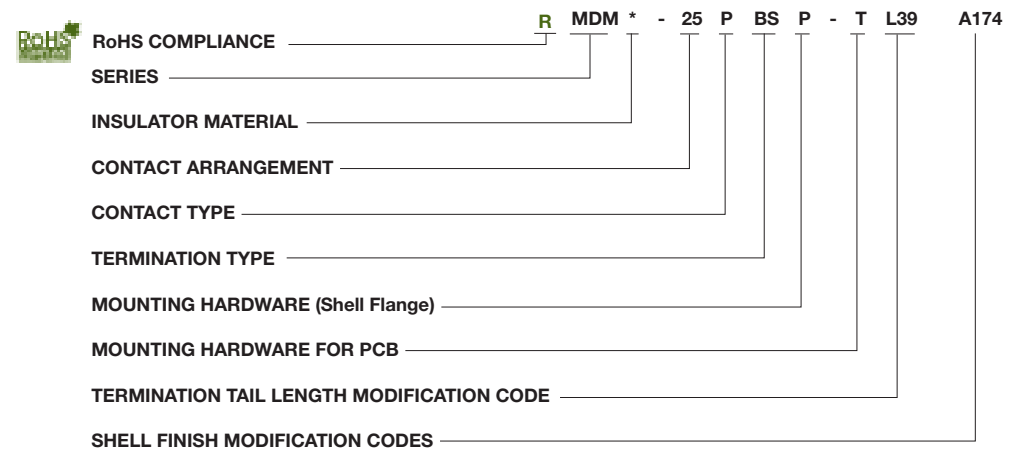 R MDM * - 25 P BS P - T L39 A174
RoHS
RoHS COMPLIANCE
SERIES
INSULATOR MATERIAL
CONTACT ARRANGEMENT
CONTACT TYPE
TERMINATION TYPE
MOUNTING HARDWARE (Shell Flange)
MOUNTING HARDWARE FOR PCB
TERMINATION TAIL LENGTH MODIFICATION CODE
SHELL FINISH MODIFICATION CODES